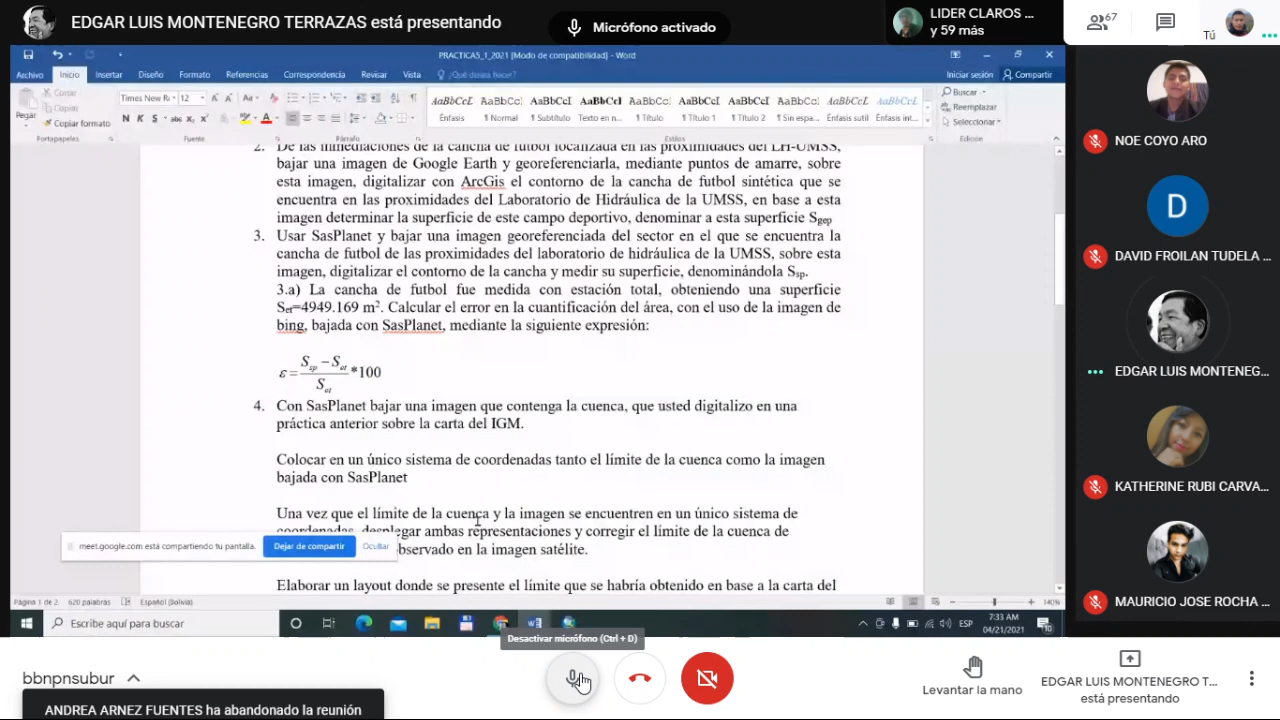 EDGAR LUIS MONTENEGRO TERRAZAS está presentando
Micrófono activado
LIDER CLAROS ...
y 59 más
67
Tú
PRACTICA5_1_2021 [Modo de compatibilidad] - Word
Archivo Inicio Insertar Diseño Formato Referencias Correspondencia Revisar Vista ¿Qué desea hacer? Iniciar sesión Compartir
Pegar
Cortar
Copiar
Copiar formato
Times New R 12
N K S abc X₂ X²
AaBbCcL AaBbCc AaBbCcI AaBbCcI AaBbCc AaBbCcI AaBbCcI AaBbCc AaBbCcL AaBbCcL
Énfasis ¶ Normal ¶ Subtítulo Texto en n... ¶ Título ¶ Título 1 ¶ Título 2 ¶ Sin espa... Énfasis sutil Énfasis int...
Buscar
Reemplazar
Seleccionar
Portapapeles Fuente Párrafo Estilos Edición
2. De las inmediaciones de la cancha de futbol localizada en las proximidades del LH-UMSS,
bajar una imagen de Google Earth y georeferenciarla, mediante puntos de amarre, sobre
esta imagen, digitalizar con ArcGis el contorno de la cancha de futbol sintética que se
encuentra en las proximidades del Laboratorio de Hidráulica de la UMSS, en base a esta
imagen determinar la superficie de este campo deportivo, denominar a esta superficie Sgep
3. Usar SasPlanet y bajar una imagen georeferenciada del sector en el que se encuentra la
cancha de futbol de las proximidades del laboratorio de hidráulica de la UMSS, sobre esta
imagen, digitalizar el contorno de la cancha y medir su superficie, denominándola Ssp.
3.a) La cancha de futbol fue medida con estación total, obteniendo una superficie
Set=4949.169 m². Calcular el error en la cuantificación del área, con el uso de la imagen de
bing, bajada con SasPlanet, mediante la siguiente expresión:
ε = (Ssp − Set) / Set *100
4. Con SasPlanet bajar una imagen que contenga la cuenca, que usted digitalizo en una
práctica anterior sobre la carta del IGM.
Colocar en un único sistema de coordenadas tanto el límite de la cuenca como la imagen
bajada con SasPlanet
Una vez que el límite de la cuenca y la imagen se encuentren en un único sistema de
coordenadas, desplegar ambas representaciones y corregir el límite de la cuenca de
observado en la imagen satélite.
Elaborar un layout donde se presente el límite que se habría obtenido en base a la carta del
meet.google.com está compartiendo tu pantalla. Dejar de compartir Ocultar
Página 1 de 2 620 palabras Español (Bolivia) 140%
Escribe aquí para buscar
ESP
7:33 AM
04/21/2021
10
Desactivar micrófono (Ctrl + D)
NOE COYO ARO
D
DAVID FROILAN TUDELA ...
EDGAR LUIS MONTENEG...
KATHERINE RUBI CARVA...
MAURICIO JOSE ROCHA ...
bbnpnsubur
Levantar la mano
EDGAR LUIS MONTENEGRO T...
está presentando
ANDREA ARNEZ FUENTES ha abandonado la reunión